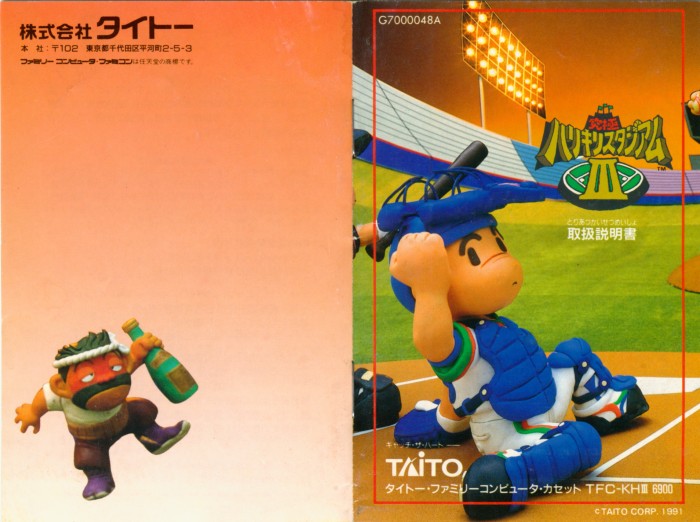 株式会社 タイトー
本社：〒102　東京都千代田区平河町2-5-3
ファミリーコンピュータ・ファミコンは任天堂の商標です。
G7000048A
究極
ハリキリスタジアム
III
TM
とりあつかいせつめいしょ
取扱説明書
キャッチ・ザ・ハート
TAITO
タイトー・ファミリーコンピュータ・カセット TFC-KHIII 6900
©TAITO CORP. 1991